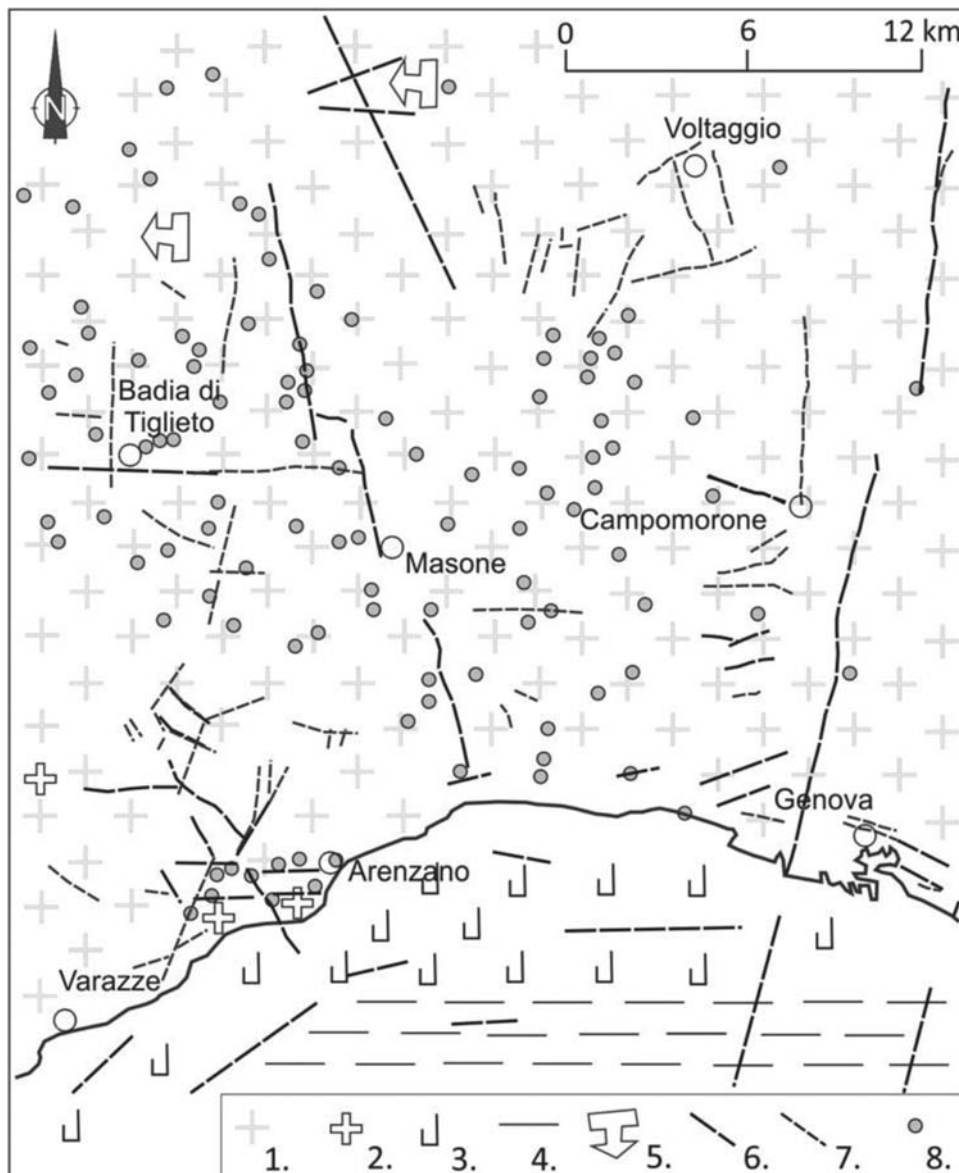 0 6 12 km
N
Voltaggio
Badia di
Tiglieto
Campomorone
Masone
Genova
Arenzano
Varazze
1. 2. 3. 4. 5. 6. 7. 8.